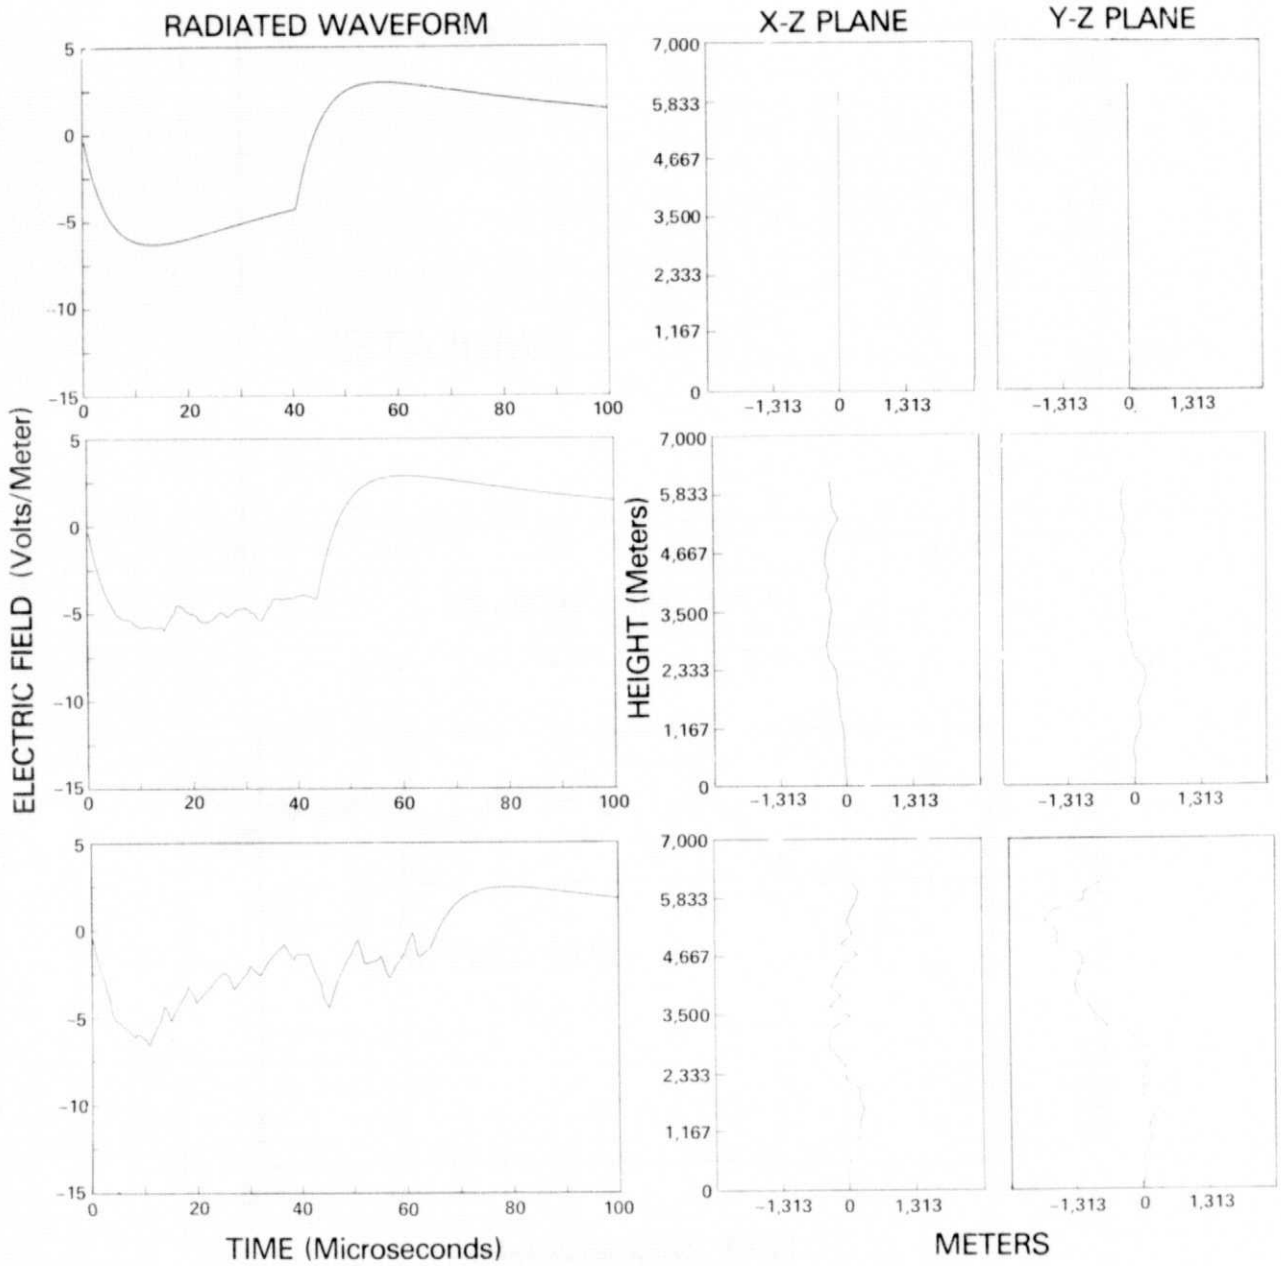 RADIATED WAVEFORM
X-Z PLANE
Y-Z PLANE
5
0
-5
-10
-15
0 20 40 60 80 100
7,000
5,833
4,667
3,500
2,333
1,167
0
-1,313 0 1,313
-1,313 0 1,313
5
0
-5
-10
-15
0 20 40 60 80 100
7,000
5,833
4,667
3,500
2,333
1,167
0
-1,313 0 1,313
-1,313 0 1,313
5
0
-5
-10
-15
0 20 40 60 80 100
7,000
5,833
4,667
3,500
2,333
1,167
0
-1,313 0 1,313
-1,313 0 1,313
ELECTRIC FIELD (Volts/Meter)
HEIGHT (Meters)
TIME (Microseconds)
METERS